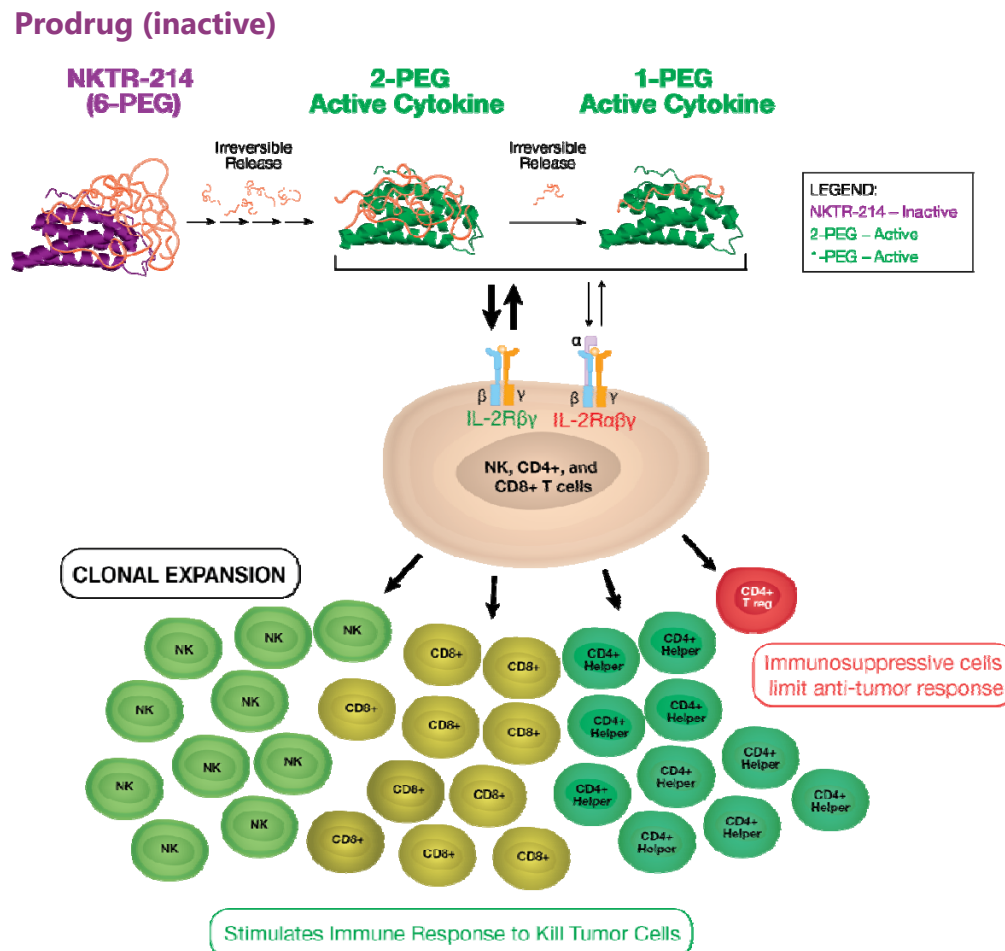 Prodrug (inactive)
NKTR-214
(6-PEG)
Irreversible
Release
2-PEG
Active Cytokine
Irreversible
Release
1-PEG
Active Cytokine
LEGEND:
NKTR-214 – Inactive
2-PEG – Active
1-PEG – Active
α
β γ
IL-2Rβγ
β γ
IL-2Rαβγ
NK, CD4+, and
CD8+ T cells
CLONAL EXPANSION
NK
NK
NK
NK
NK
NK
NK
NK
NK
NK
CD8+
CD8+
CD8+
CD8+
CD8+
CD8+
CD8+
CD8+
CD8+
CD8+
CD4+
Helper
CD4+
Helper
CD4+
Helper
CD4+
Helper
CD4+
Helper
CD4+
Helper
CD4+
Helper
CD4+
Helper
CD4+
Helper
CD4+
Helper
CD4+
T reg
Immunosuppressive cells
limit anti-tumor response
Stimulates Immune Response to Kill Tumor Cells